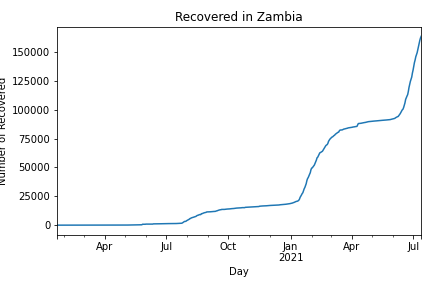 Recovered in Zambia
Number of Recovered
150000
125000
100000
75000
50000
25000
0
Apr Jul Oct Jan Apr Jul
2021
Day